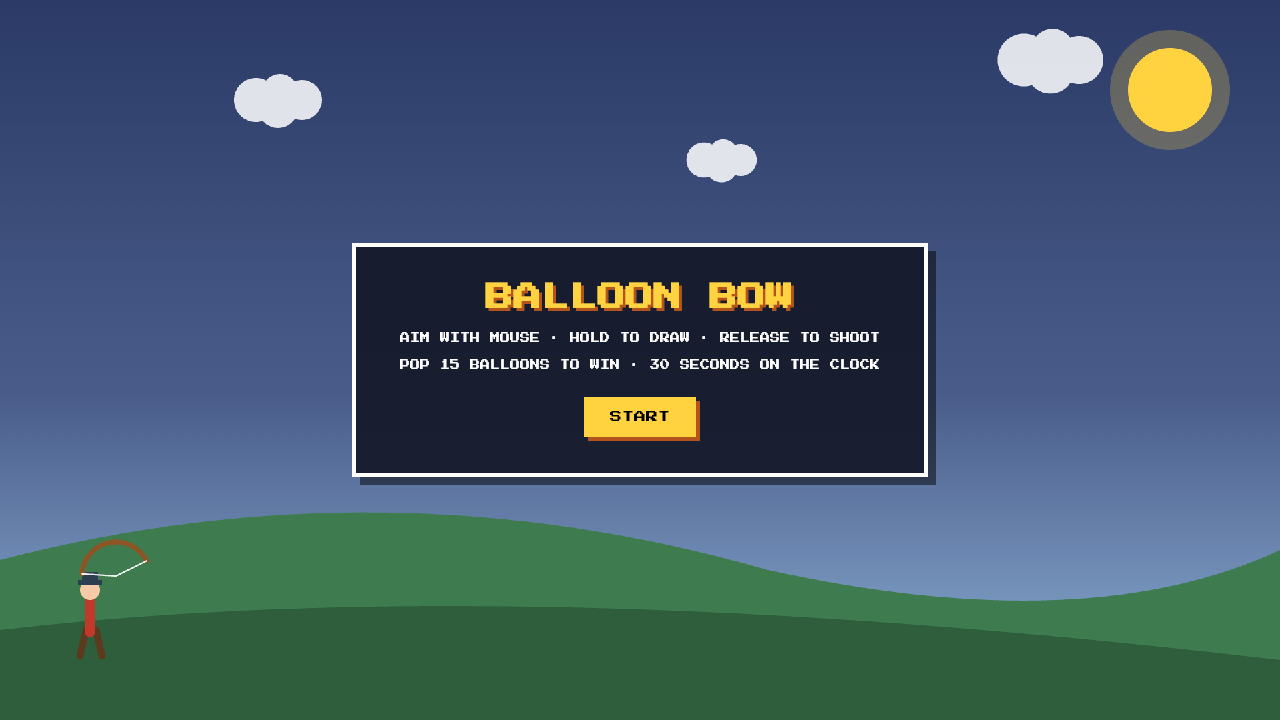 BALLOON BOW
AIM WITH MOUSE · HOLD TO DRAW · RELEASE TO SHOOT
POP 15 BALLOONS TO WIN · 30 SECONDS ON THE CLOCK
START